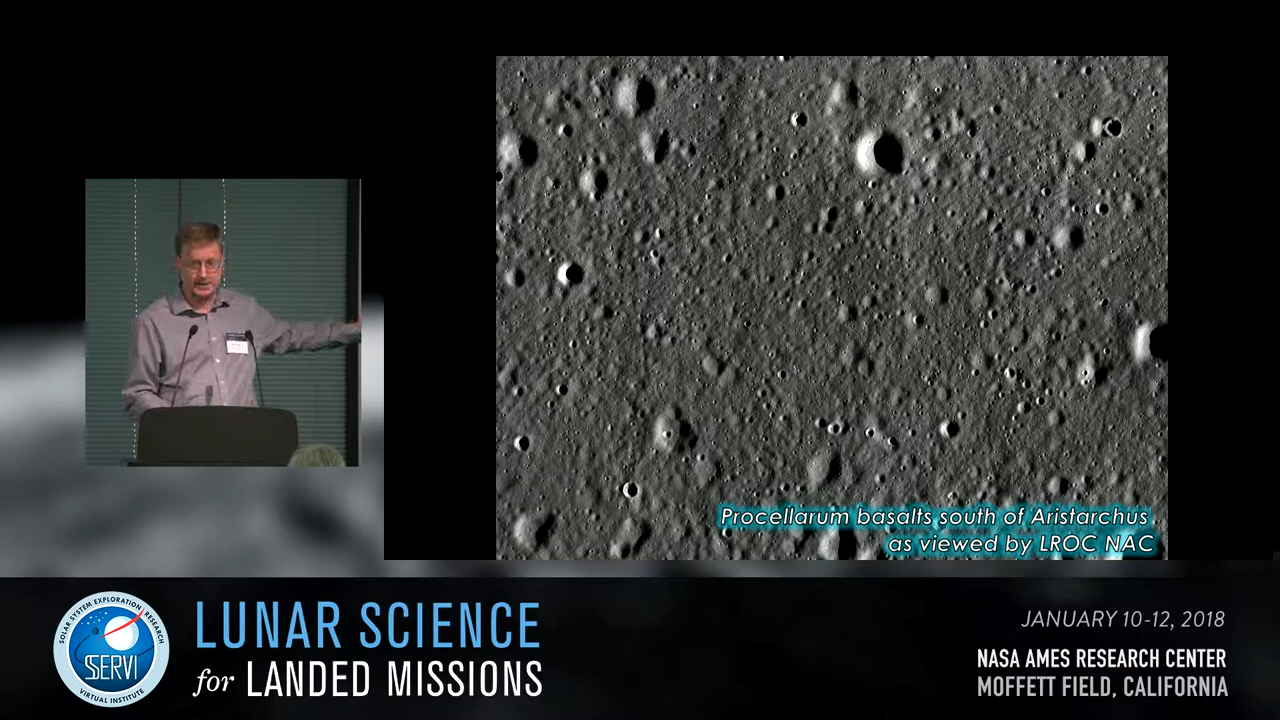 Procellarum basalts south of Aristarchus
as viewed by LROC NAC
SOLAR SYSTEM EXPLORATION RESEARCH
SSERVI
VIRTUAL INSTITUTE
LUNAR SCIENCE
for LANDED MISSIONS
JANUARY 10-12, 2018
NASA AMES RESEARCH CENTER
MOFFETT FIELD, CALIFORNIA